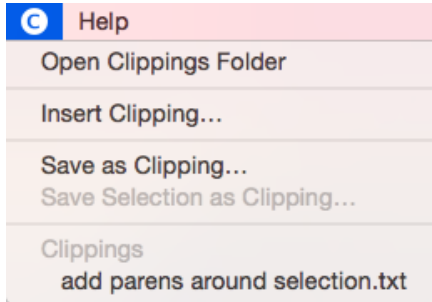 C Help
Open Clippings Folder
Insert Clipping...
Save as Clipping...
Save Selection as Clipping...
Clippings
add parens around selection.txt